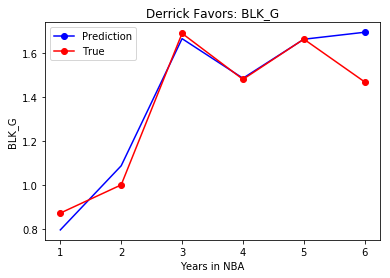 Derrick Favors: BLK_G
Prediction
True
BLK_G
1.6
1.4
1.2
1.0
0.8
1 2 3 4 5 6
Years in NBA